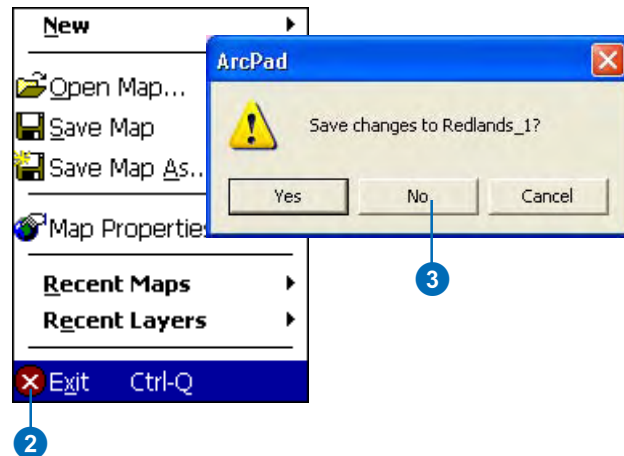 New
Open Map...
Save Map
Save Map As..
Map Properties
Recent Maps
Recent Layers
Exit Ctrl-Q
2
ArcPad
Save changes to Redlands_1?
Yes No Cancel
3